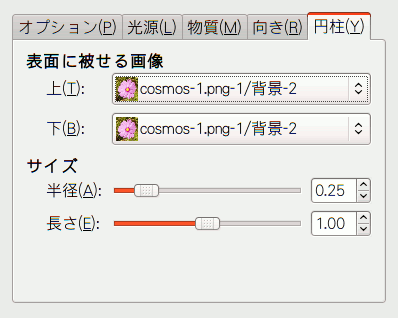 オプション(P) 光源(L) 物質(M) 向き(R) 円柱(Y)
表面に被せる画像
上(T): cosmos-1.png-1/背景-2
下(B): cosmos-1.png-1/背景-2
サイズ
半径(A): 0.25
長さ(E): 1.00